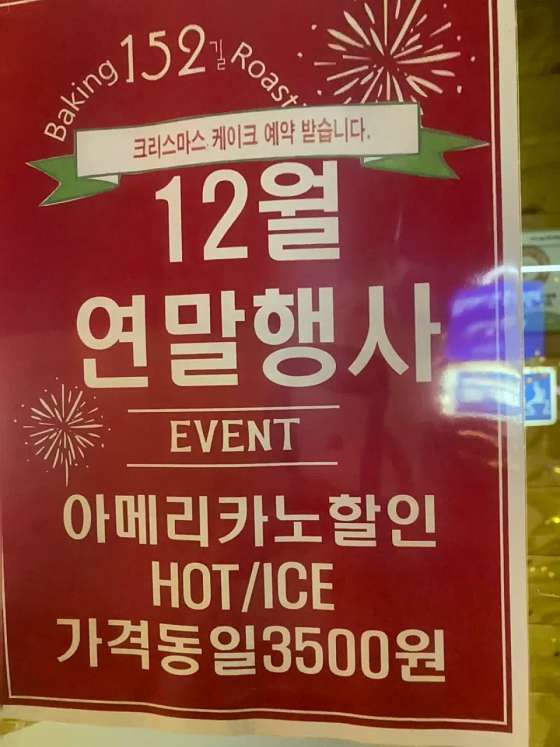 Baking 152길
크리스마스 케이크 예약 받습니다.
12월
연말행사
EVENT
아메리카노할인
HOT/ICE
가격동일3500원